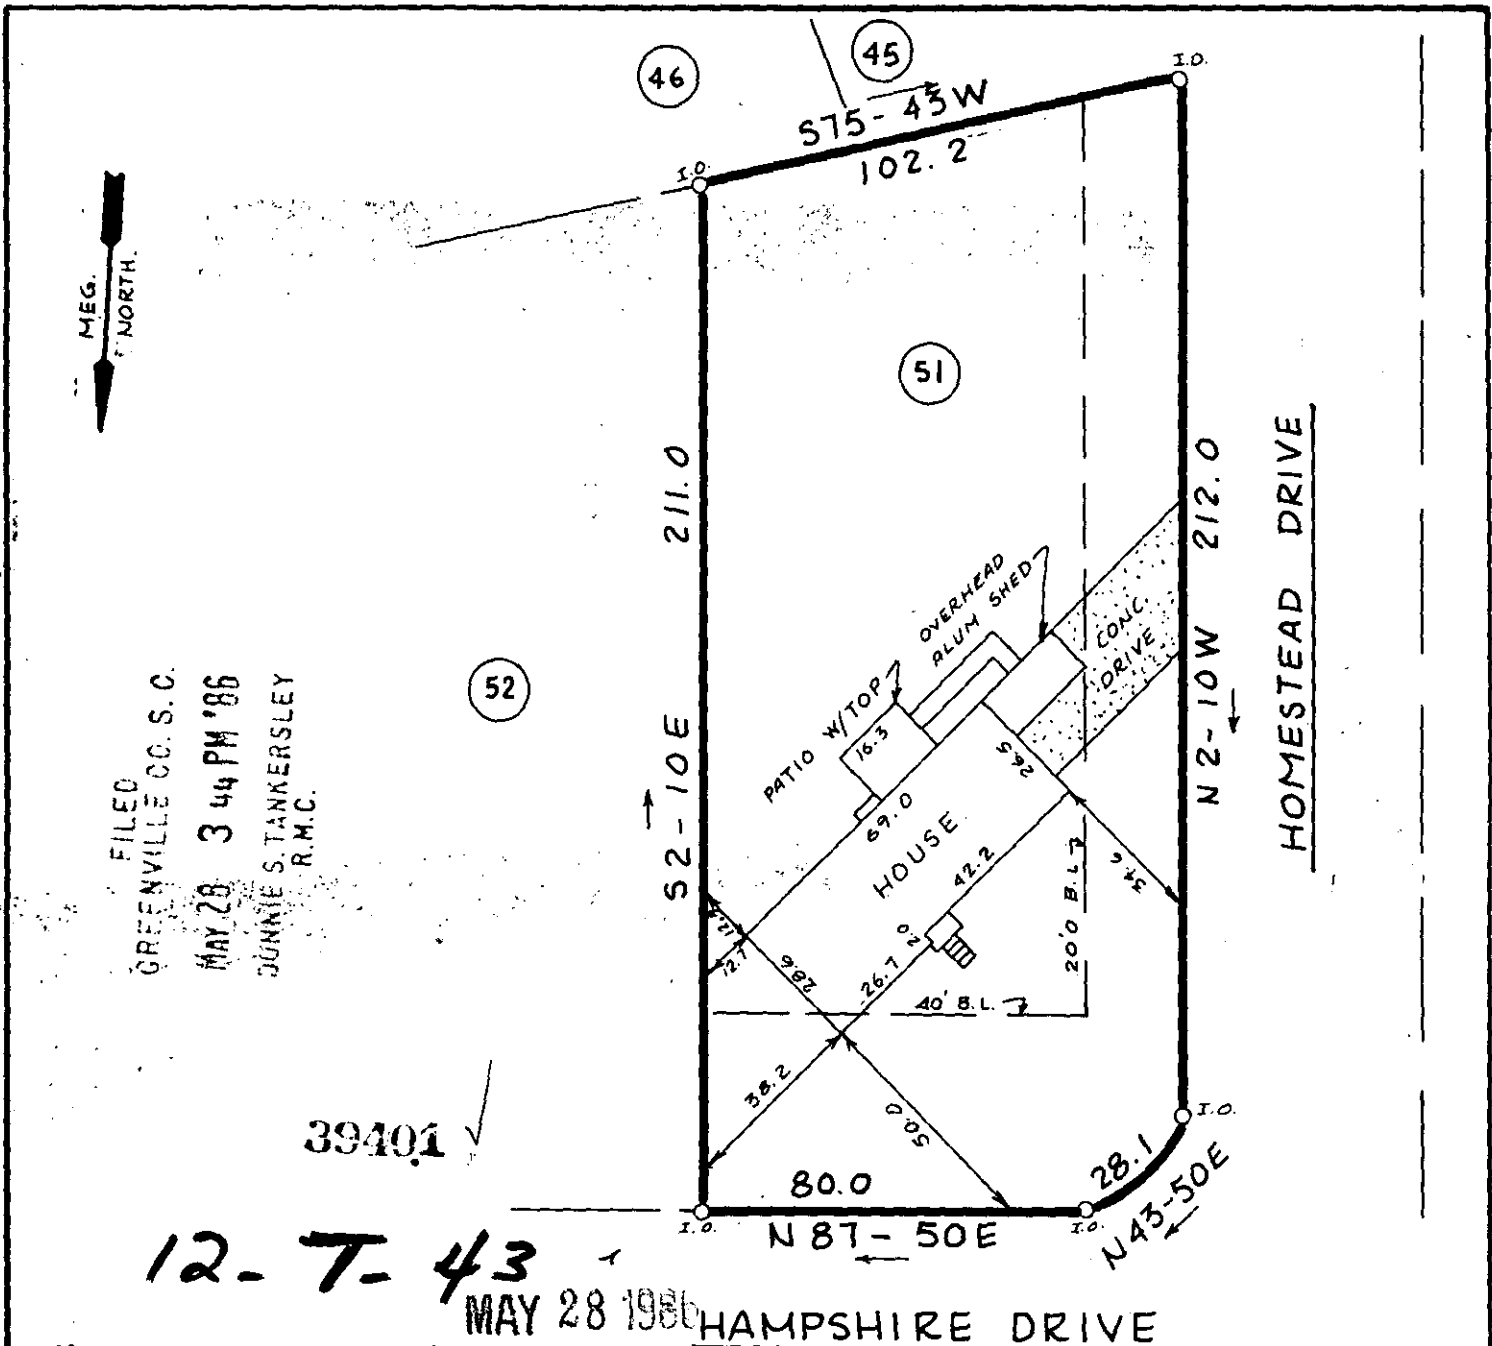 46
45
I.O.
S75-43W
102.2
I.O.
MEG.
NORTH.
51
211.0
N2-10W 212.0
HOMESTEAD DRIVE
OVERHEAD
ALUM SHED
CONC.
DRIVE
52
PATIO W/TOP
16.3
26.5
S2-10E
69.0
HOUSE
42.2
20'0 B.L.
FILED
GREENVILLE CO. S. C.
MAY 28 3 44 PM '86
DONNIE S. TANKERSLEY
R.M.C.
12.7
28.6
2.0
26.7
40' B.L.
38.2
50.0
39401
I.O.
28.1
80.0
I.O.
I.O.
N87-50E
N43-50E
12-T-43
MAY 28 1986
HAMPSHIRE DRIVE